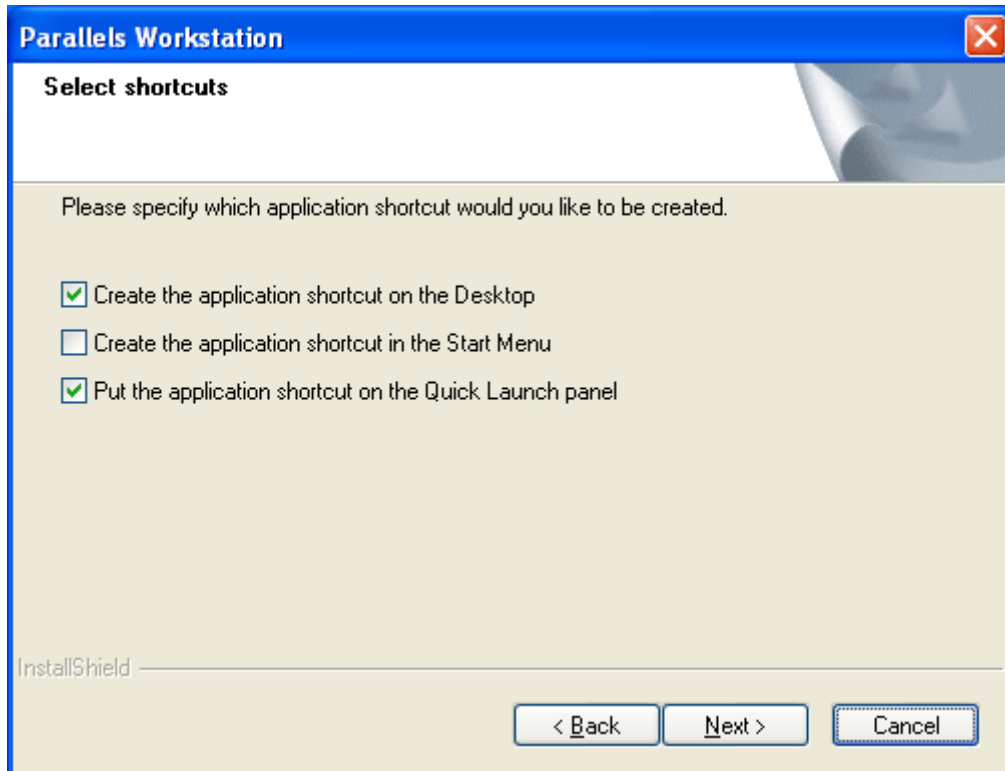 Parallels Workstation
Select shortcuts
Please specify which application shortcut would you like to be created.
Create the application shortcut on the Desktop
Create the application shortcut in the Start Menu
Put the application shortcut on the Quick Launch panel
InstallShield
< Back Next > Cancel